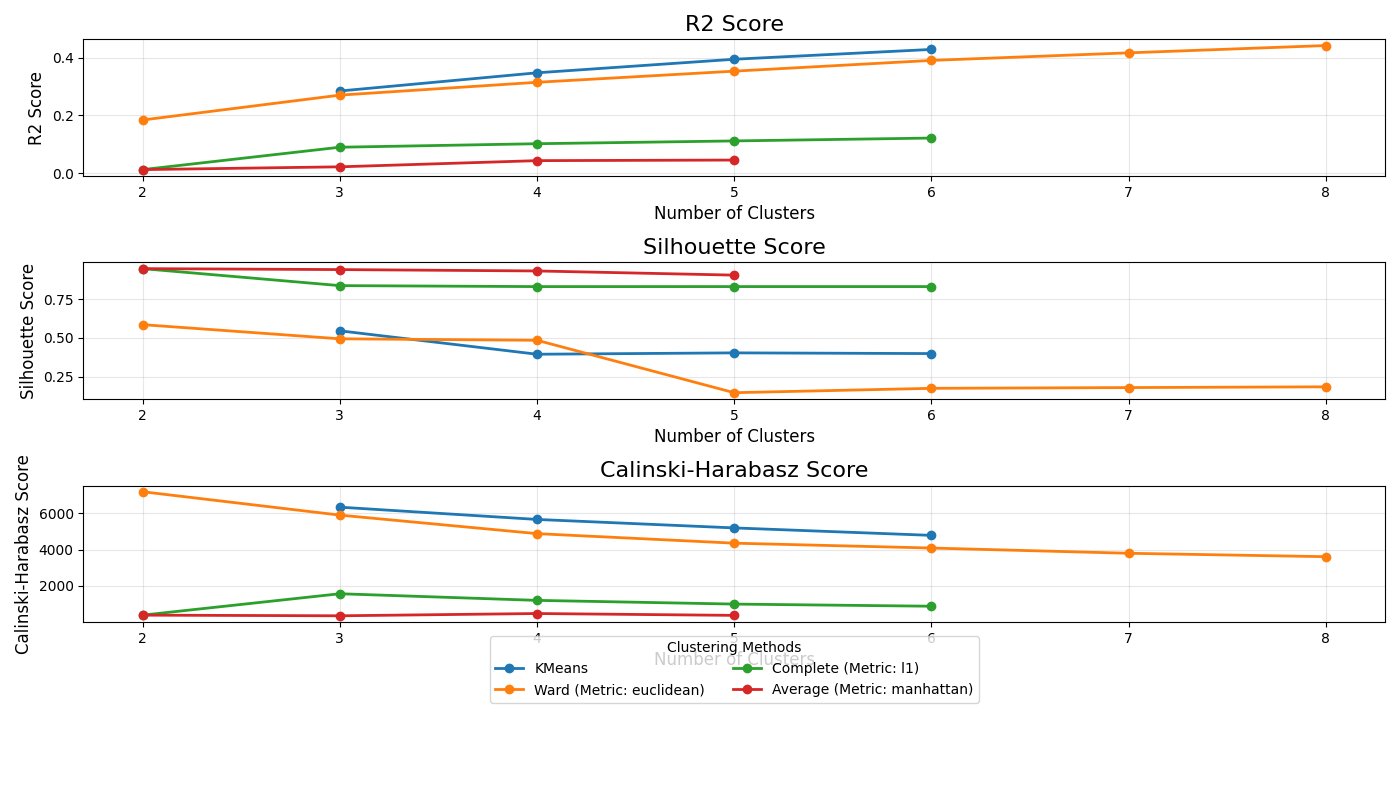 R2 Score
R2 Score
0.4
0.2
0.0
2 3 4 5 6 7 8
Number of Clusters
Silhouette Score
Silhouette Score
0.75
0.50
0.25
2 3 4 5 6 7 8
Number of Clusters
Calinski-Harabasz Score
Calinski-Harabasz Score
6000
4000
2000
2 3 4 5 6 7 8
Number of Clusters
Clustering Methods
KMeans
Ward (Metric: euclidean)
Complete (Metric: l1)
Average (Metric: manhattan)